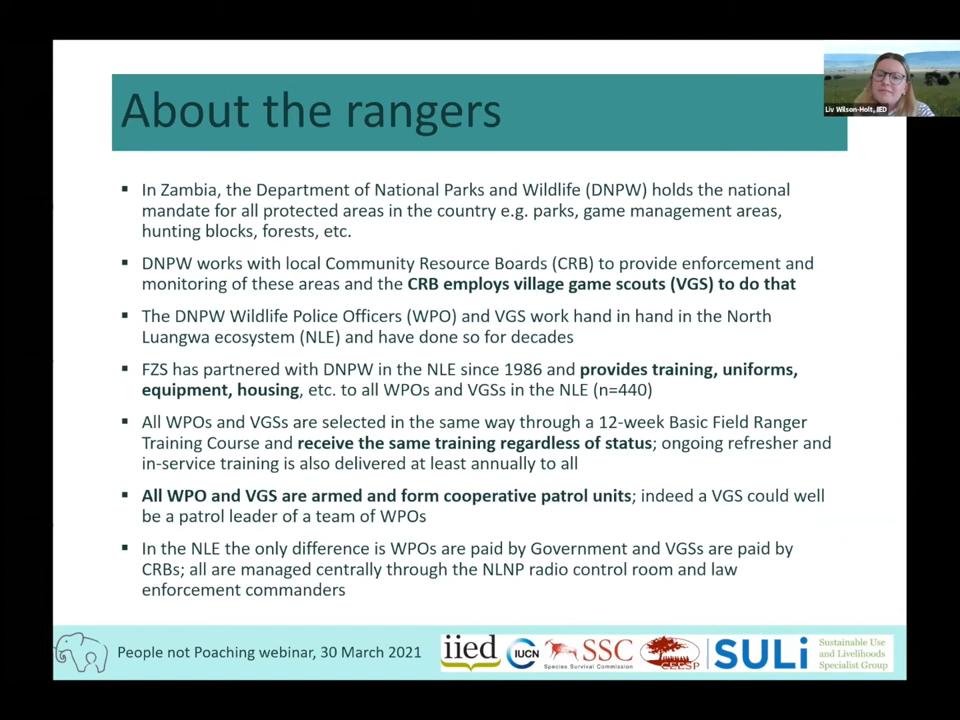 About the rangers
Liv Wilson-Holt, IIED
▪ In Zambia, the Department of National Parks and Wildlife (DNPW) holds the national
mandate for all protected areas in the country e.g. parks, game management areas,
hunting blocks, forests, etc.
▪ DNPW works with local Community Resource Boards (CRB) to provide enforcement and
monitoring of these areas and the CRB employs village game scouts (VGS) to do that
▪ The DNPW Wildlife Police Officers (WPO) and VGS work hand in hand in the North
Luangwa ecosystem (NLE) and have done so for decades
▪ FZS has partnered with DNPW in the NLE since 1986 and provides training, uniforms,
equipment, housing, etc. to all WPOs and VGSs in the NLE (n=440)
▪ All WPOs and VGSs are selected in the same way through a 12-week Basic Field Ranger
Training Course and receive the same training regardless of status; ongoing refresher and
in-service training is also delivered at least annually to all
▪ All WPO and VGS are armed and form cooperative patrol units; indeed a VGS could well
be a patrol leader of a team of WPOs
▪ In the NLE the only difference is WPOs are paid by Government and VGSs are paid by
CRBs; all are managed centrally through the NLNP radio control room and law
enforcement commanders
People not Poaching webinar, 30 March 2021
iied
IUCN
SSC
Species Survival Commission
CEESP
SULi
Sustainable Use
and Livelihoods
Specialist Group